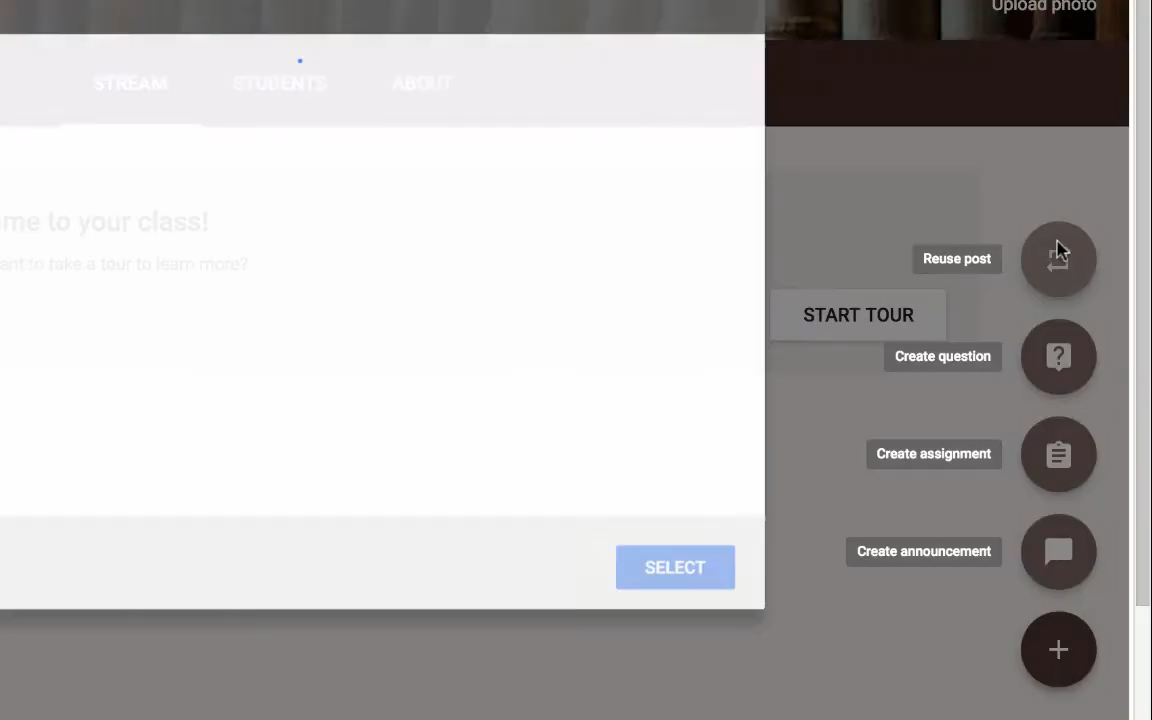 Upload photo
STREAM
STUDENTS
ABOUT
me to your class!
ant to take a tour to learn more?
Reuse post
START TOUR
Create question
Create assignment
Create announcement
SELECT